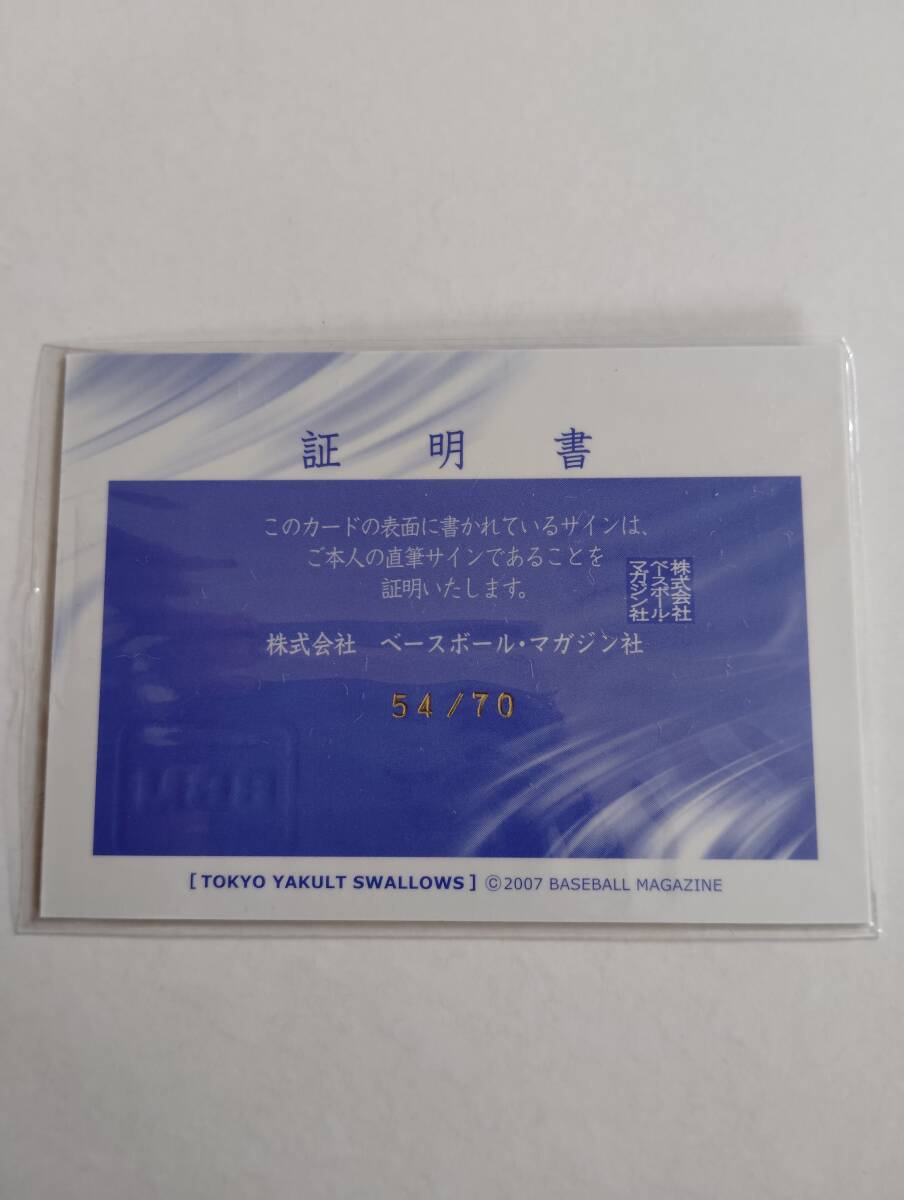 証 明 書
このカードの表面に書かれているサインは、
ご本人の直筆サインであることを
証明いたします。
株式会社
ベースボール・
マガジン社
株式会社 ベースボール・マガジン社
54/70
[ TOKYO YAKULT SWALLOWS ] ©2007 BASEBALL MAGAZINE